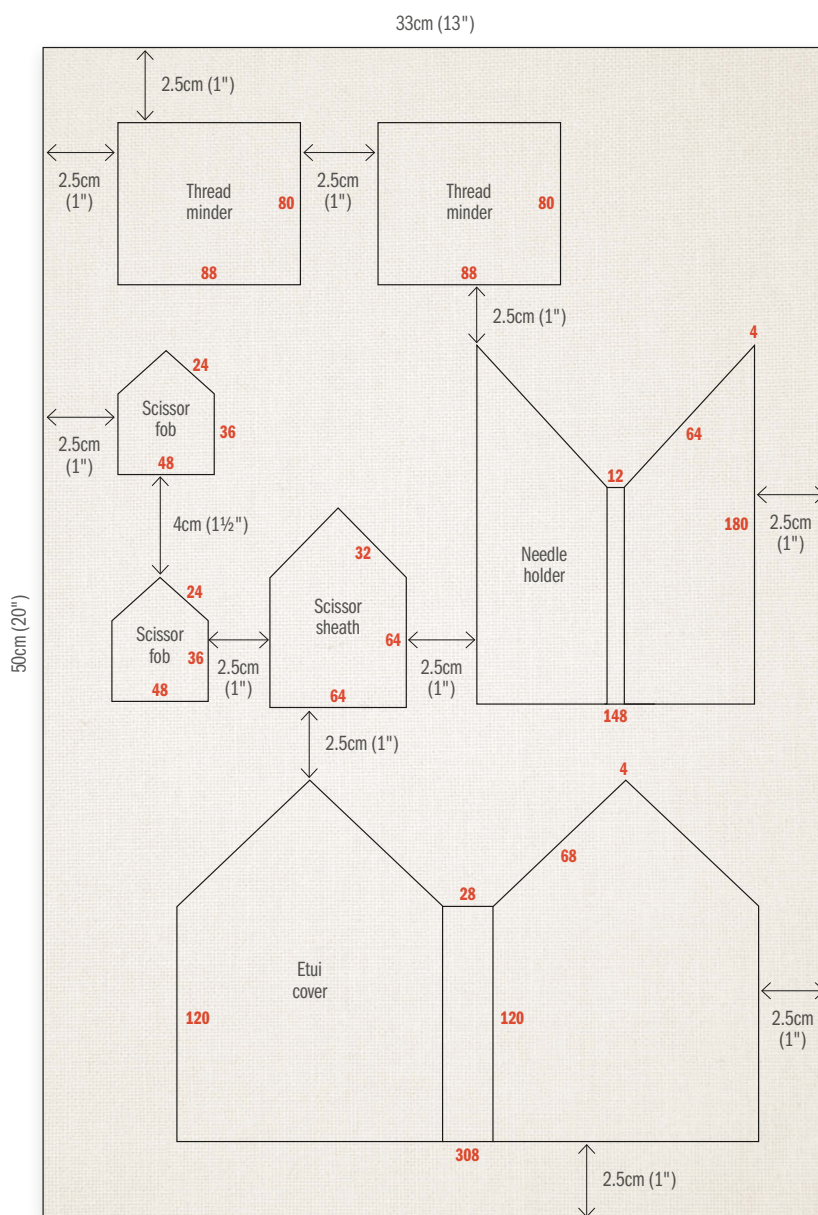 33cm (13")
2.5cm (1")
2.5cm
(1")
Thread
minder
80
88
2.5cm
(1")
Thread
minder
80
88
2.5cm (1")
4
24
Scissor
fob
36
48
2.5cm
(1")
64
12
180
2.5cm
(1")
Needle
holder
4cm (1½")
32
Scissor
sheath
64
64
24
Scissor
fob
36
48
2.5cm
(1")
2.5cm
(1")
148
50cm (20")
2.5cm (1")
4
68
28
Etui
cover
120
120
2.5cm
(1")
308
2.5cm (1")